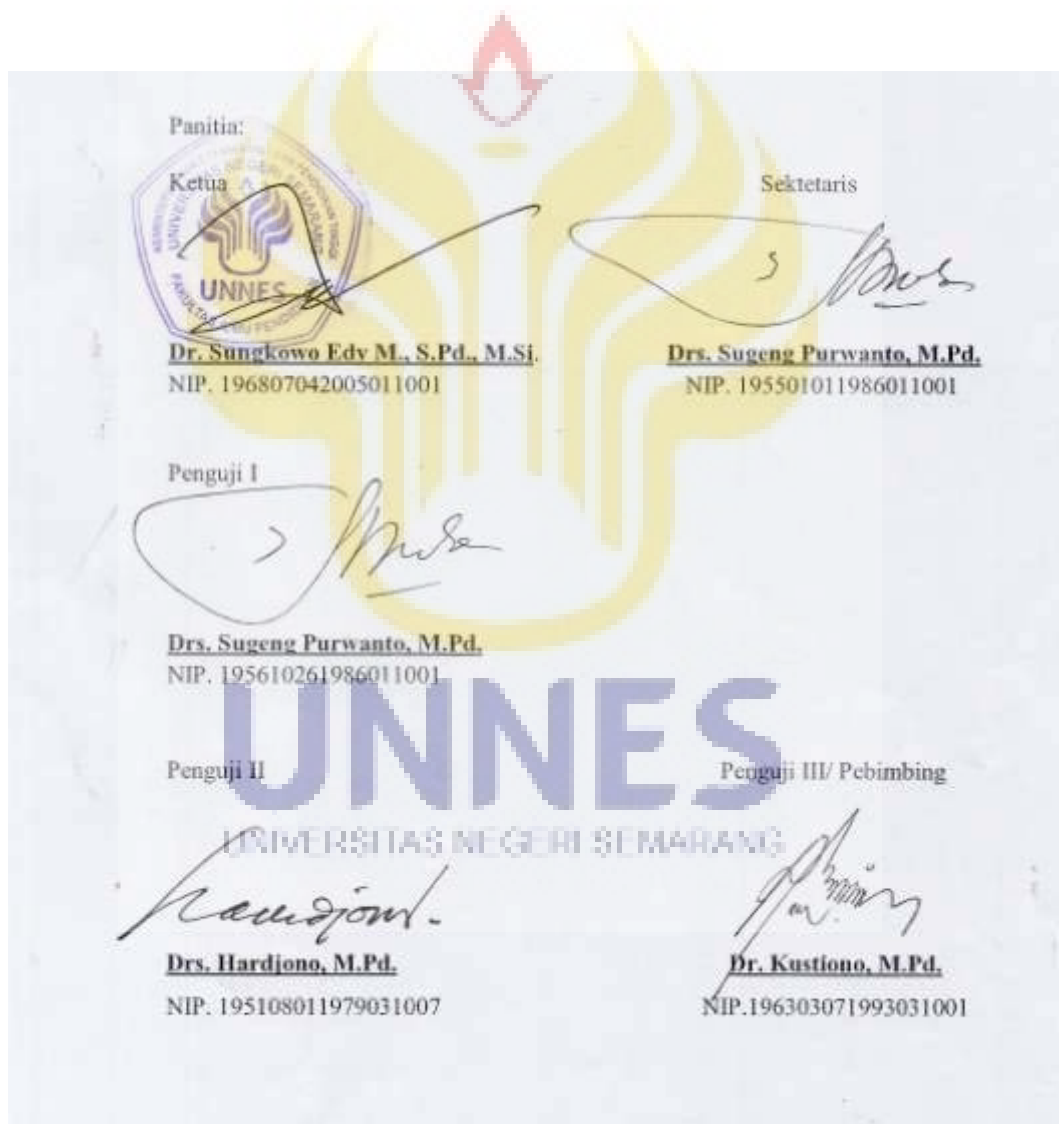 Panitia:
Ketua
Sektetaris
UNNES
Dr. Sungkowo Edy M., S.Pd., M.Si.
NIP. 196807042005011001
Drs. Sugeng Purwanto, M.Pd.
NIP. 195501011986011001
Penguji I
Drs. Sugeng Purwanto, M.Pd.
NIP. 195610261986011001
UNNES
UNIVERSITAS NEGERI SEMARANG
Penguji II
Penguji III/ Pebimbing
Drs. Hardjono, M.Pd.
NIP. 195108011979031007
Dr. Kustiono, M.Pd.
NIP.196303071993031001